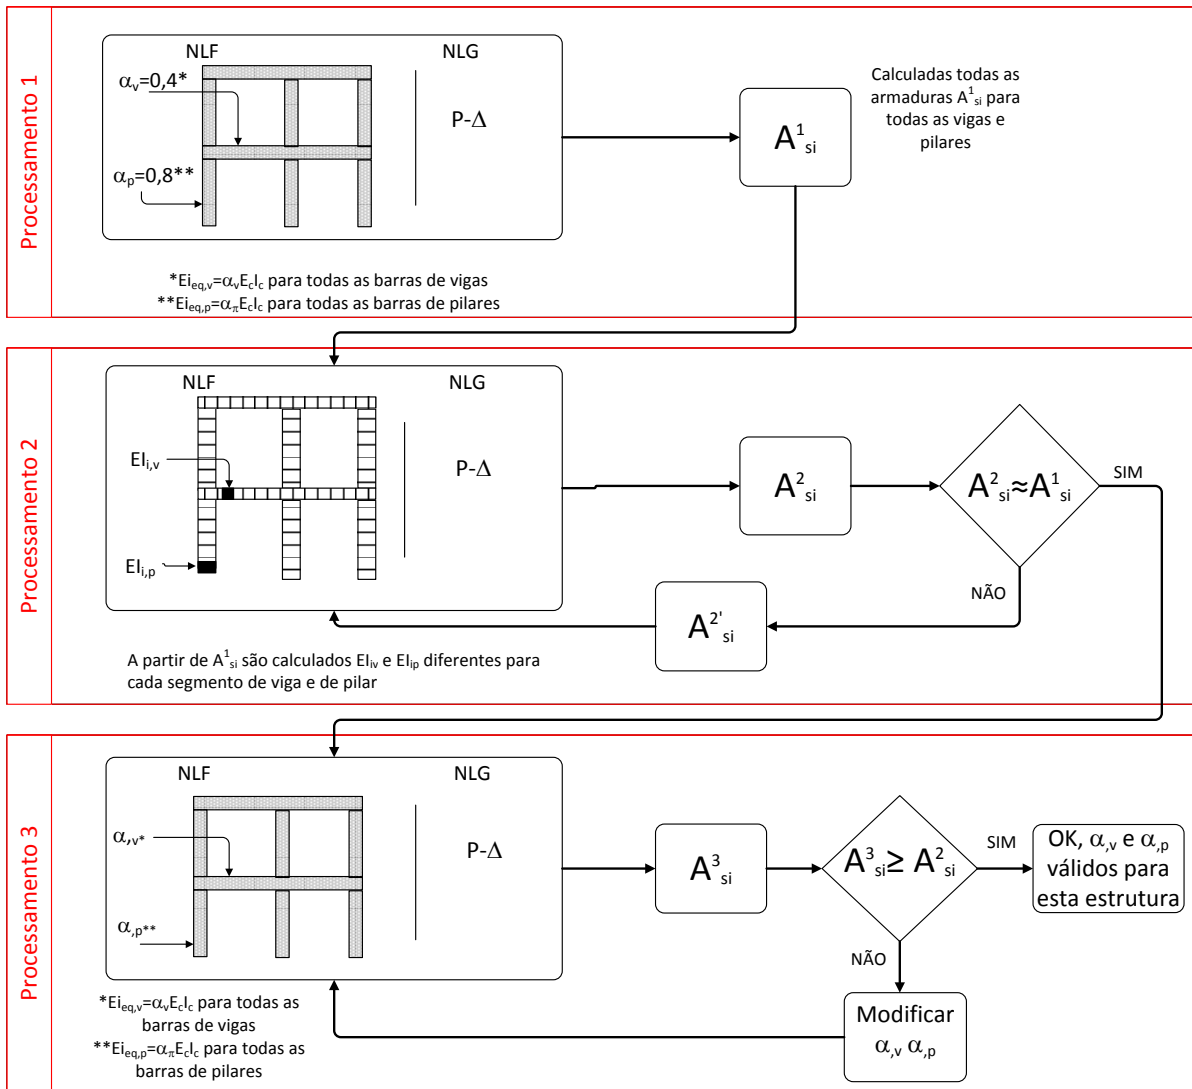 Processamento 1
NLF
NLG
αv=0,4*
P-Δ
αp=0,8**
A¹si
Calculadas todas as
armaduras A¹si para
todas as vigas e
pilares
*Eieq,v=αvEcIc para todas as barras de vigas
**Eieq,p=απEcIc para todas as barras de pilares
Processamento 2
NLF
NLG
EIi,v
P-Δ
EIi,p
A²si
A²si≈A¹si
SIM
NÃO
A²'si
A partir de A¹si são calculados EIiv e EIip diferentes para
cada segmento de viga e de pilar
Processamento 3
NLF
NLG
α,v*
P-Δ
α,p**
A³si
A³si≥ A²si
SIM
OK, α,v e α,p
válidos para
esta estrutura
NÃO
Modificar
α,v α,p
*Eieq,v=αvEcIc para todas as
barras de vigas
**Eieq,p=απEcIc para todas as
barras de pilares